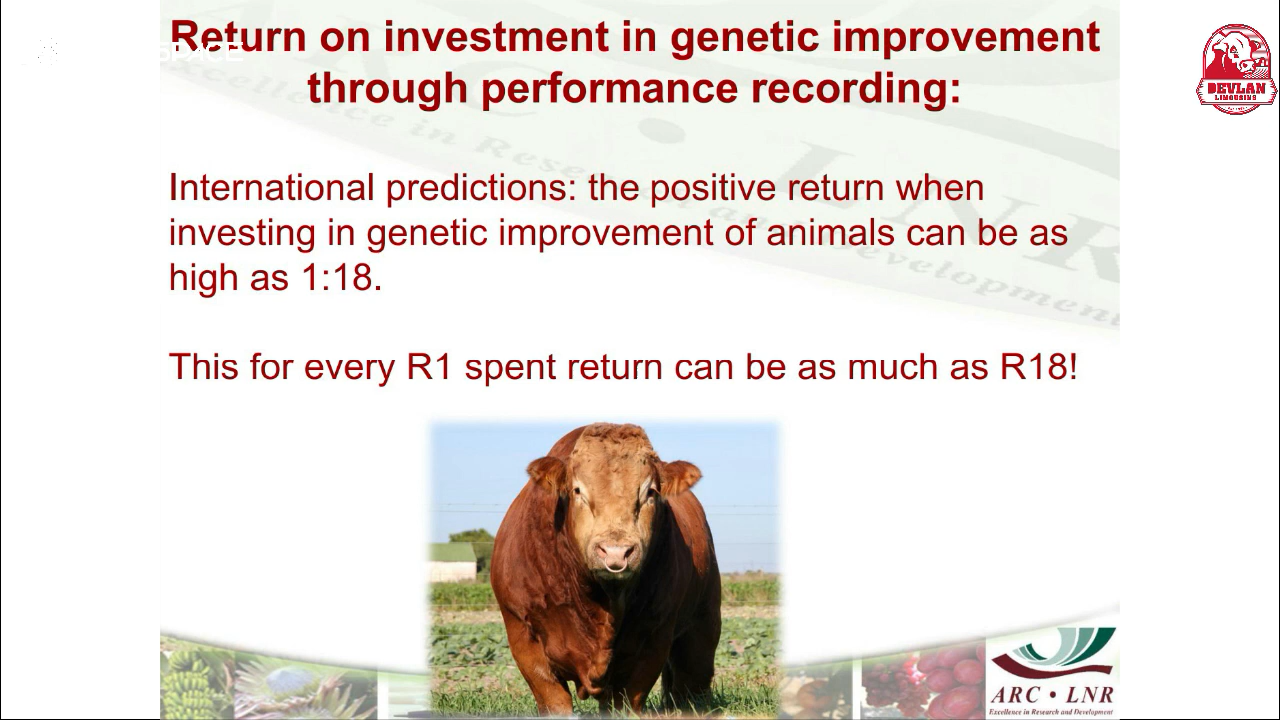 Return on investment in genetic improvement
through performance recording:
International predictions: the positive return when
investing in genetic improvement of animals can be as
high as 1:18.
This for every R1 spent return can be as much as R18!
DEVLAN
LIMOUSINS
ARC • LNR
Excellence in Research and Development